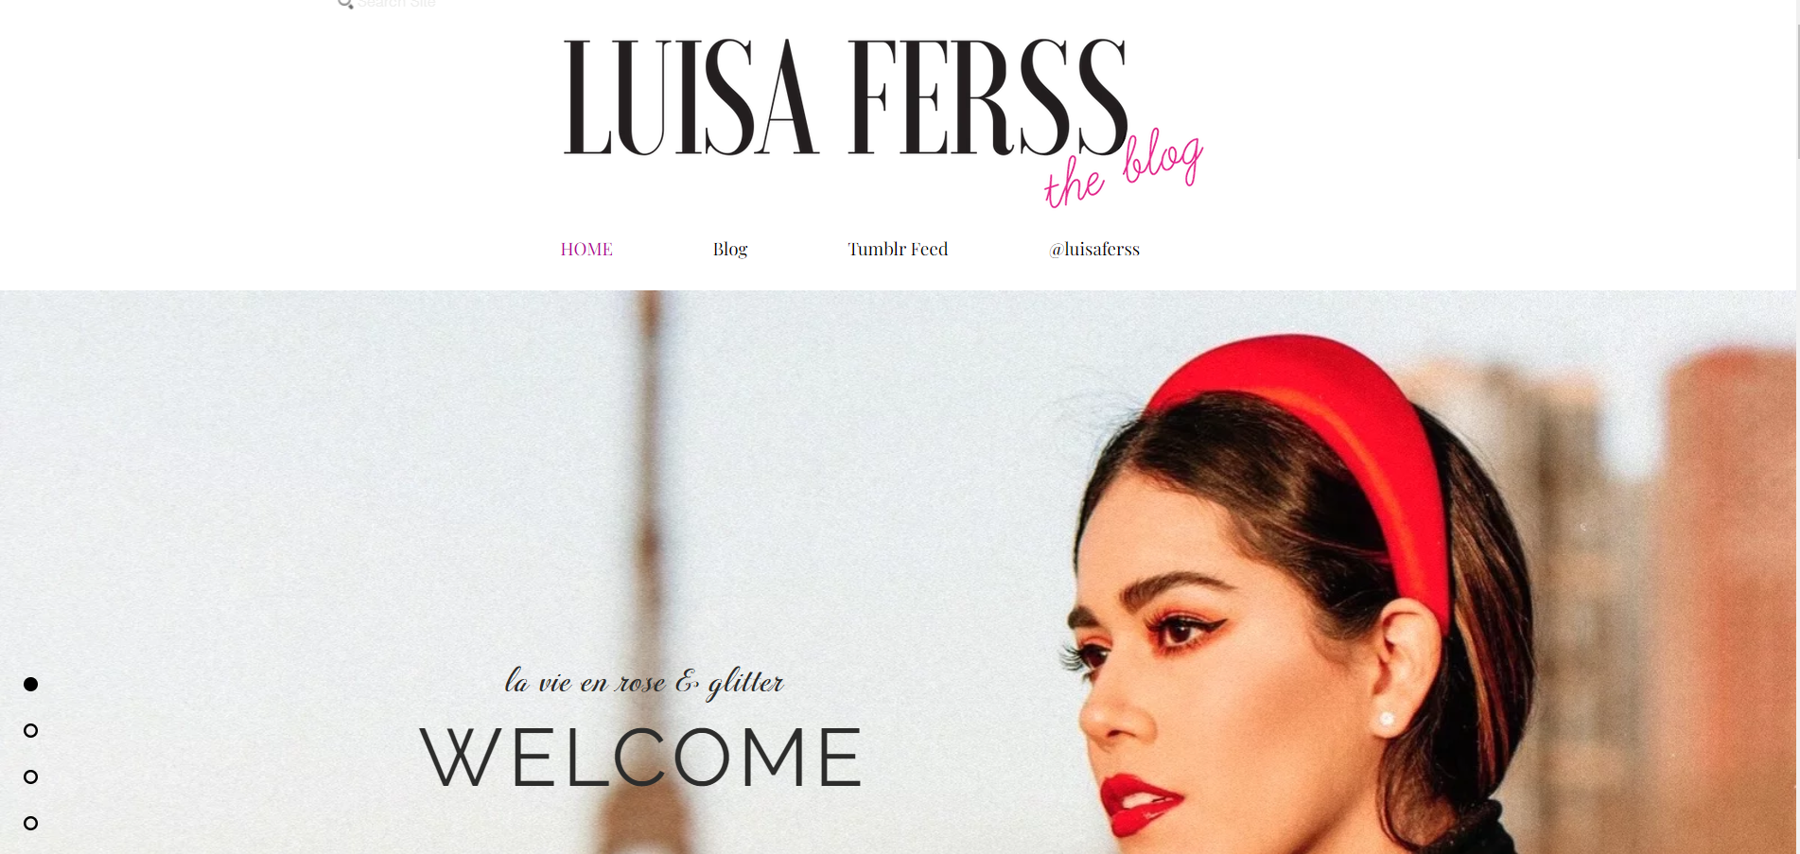 Search Site
LUISA FERSS
the blog
HOME Blog Tumblr Feed @luisaferss
la vie en rose & glitter
WELCOME